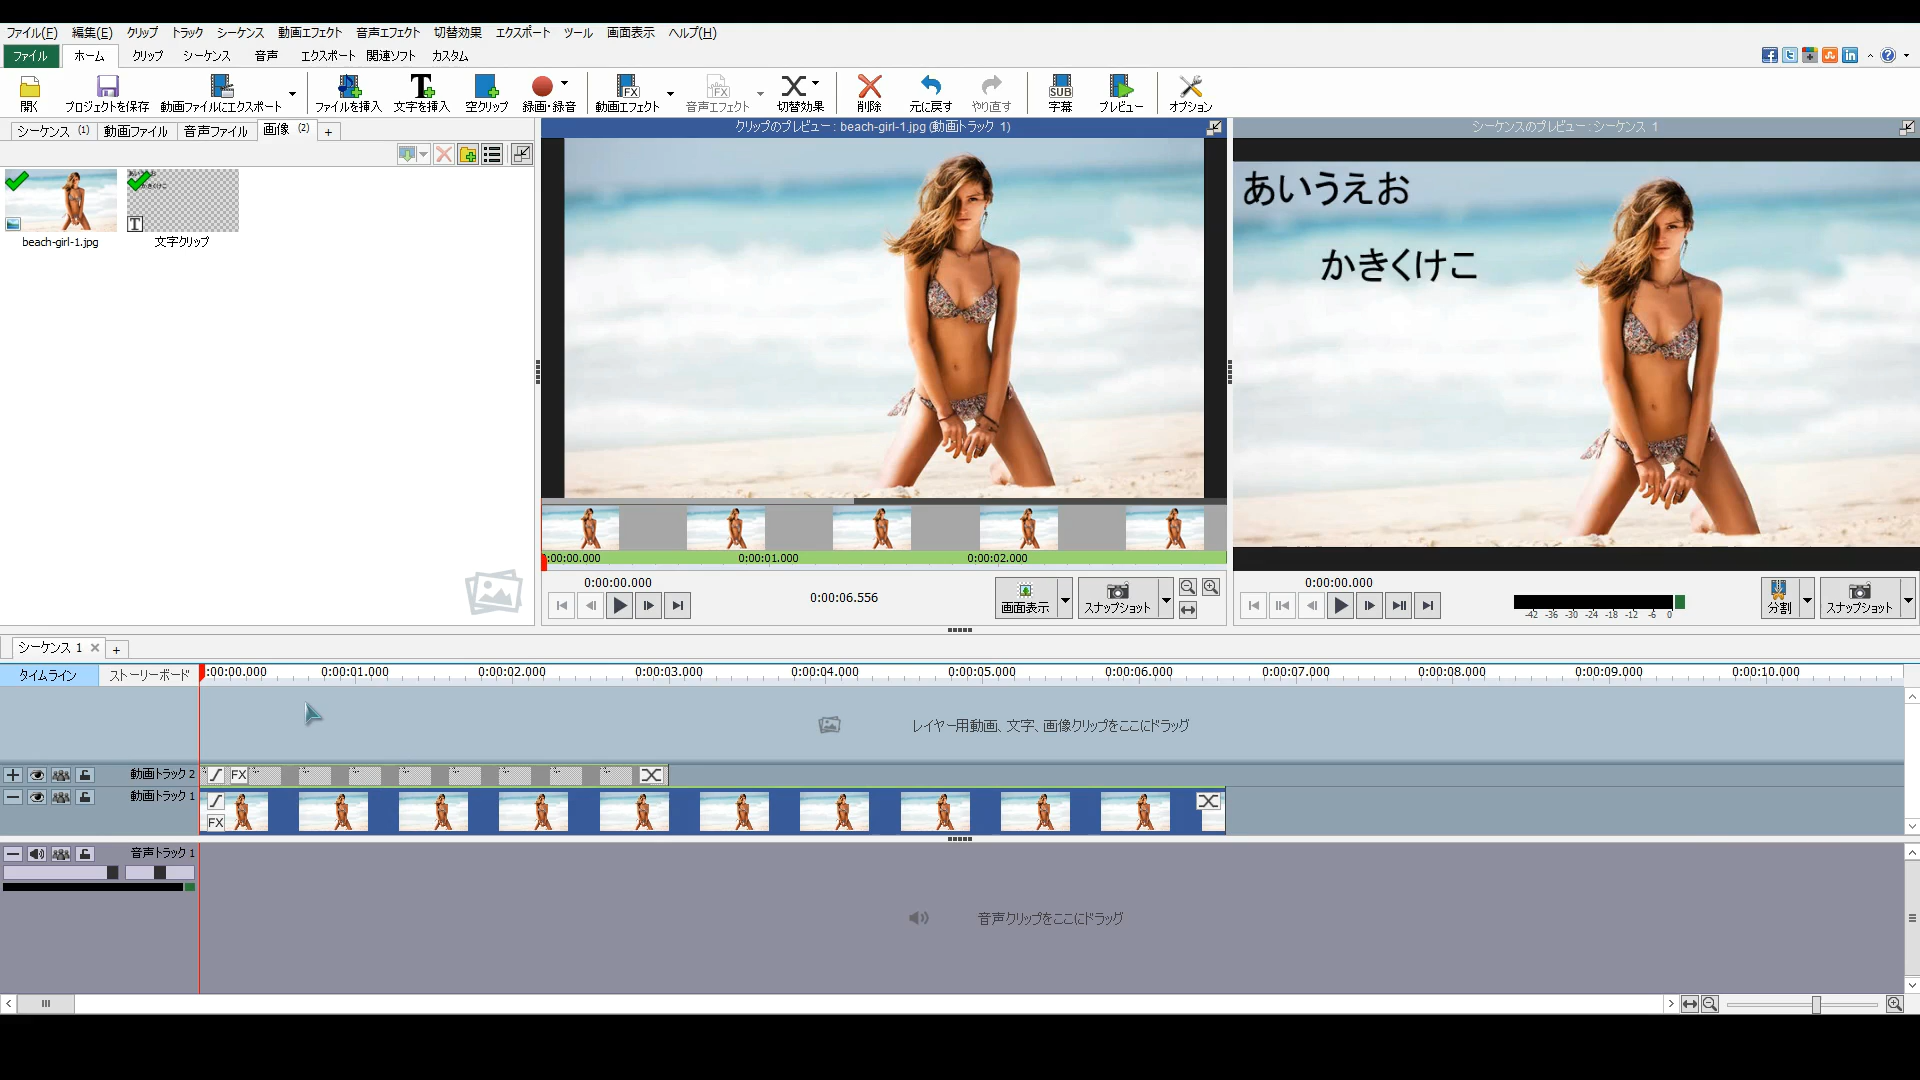 ファイル(F) 編集(E) クリップ トラック シーケンス 動画エフェクト 音声エフェクト 切替効果 エクスポート ツール 画面表示 ヘルプ(H)
ファイル ホーム クリップ シーケンス 音声 エクスポート 関連ソフト カスタム
開く プロジェクトを保存 動画ファイルにエクスポート ファイルを挿入 文字を挿入 空クリップ 録画・録音 動画エフェクト 音声エフェクト 切替効果 削除 元に戻す やり直す 字幕 プレビュー オプション
シーケンス (1) 動画ファイル 音声ファイル 画像 (2) +
クリップのプレビュー : beach-girl-1.jpg (動画トラック 1)
シーケンスのプレビュー : シーケンス 1
あいうえお
かきくけこ
beach-girl-1.jpg 文字クリップ
:00:00.000 0:00:01.000 0:00:02.000
0:00:00.000
0:00:06.556
画面表示 スナップショット
0:00:00.000
-42 -36 -30 -24 -18 -12 -6 0
分割 スナップショット
シーケンス 1 × +
タイムライン ストーリーボード
:00:00.000 0:00:01.000 0:00:02.000 0:00:03.000 0:00:04.000 0:00:05.000 0:00:06.000 0:00:07.000 0:00:08.000 0:00:09.000 0:00:10.000
レイヤー用動画、文字、画像クリップをここにドラッグ
動画トラック 2 FX
動画トラック 1 FX
音声トラック 1
音声クリップをここにドラッグ